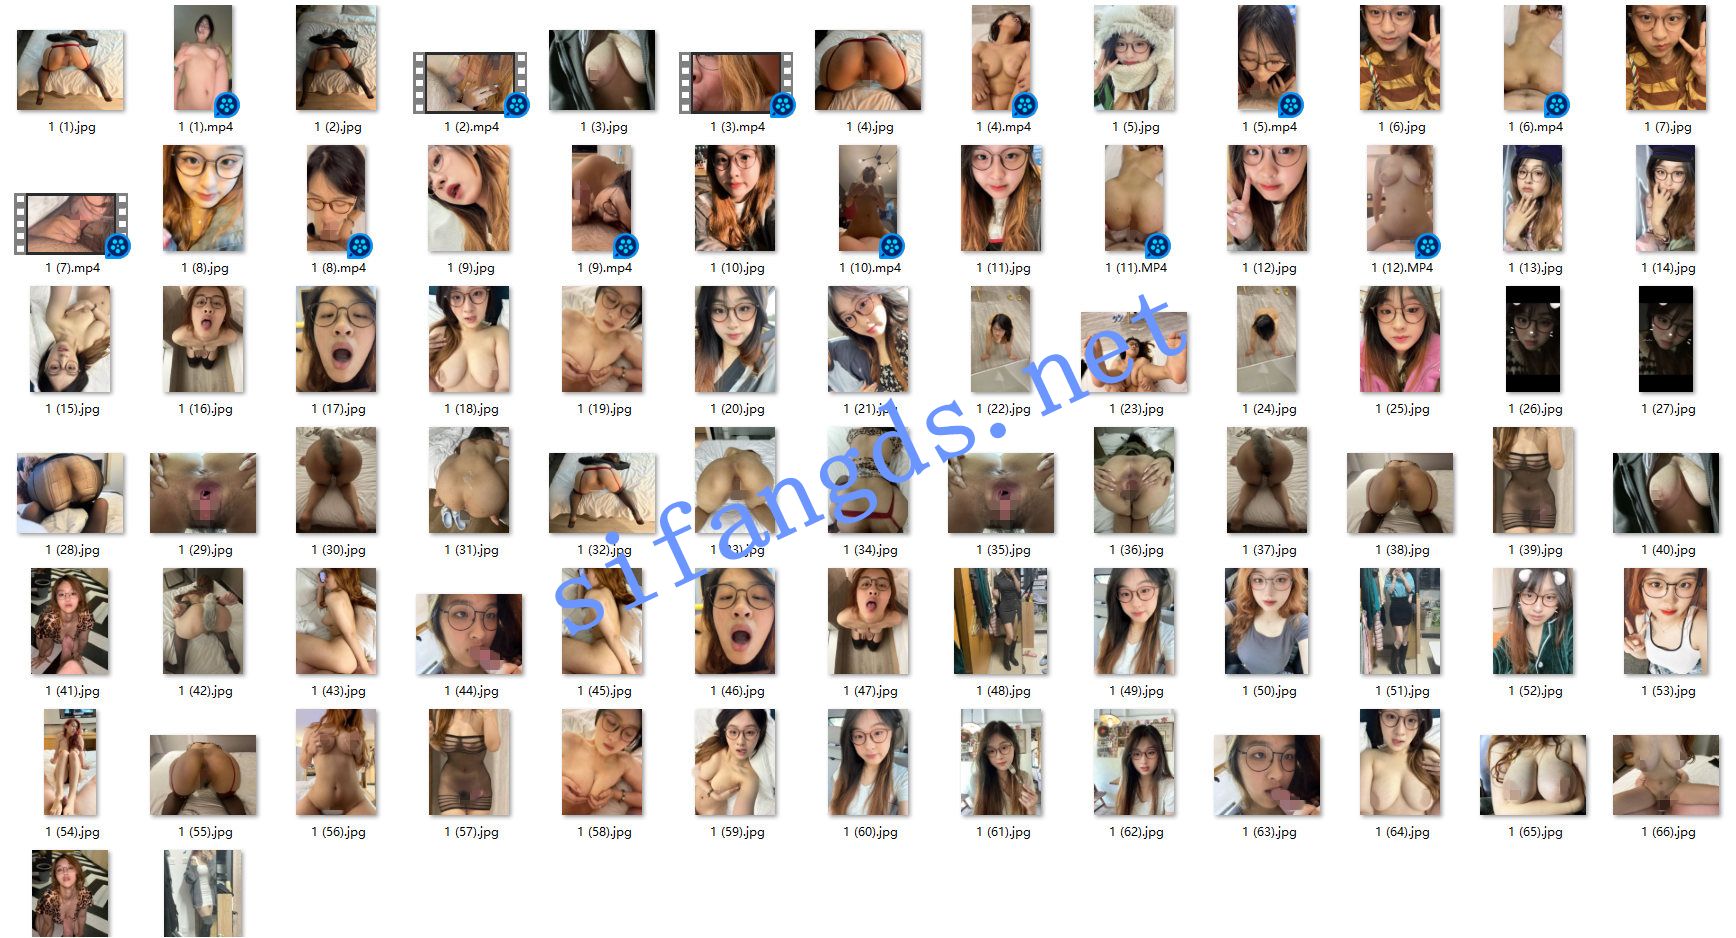 1 (1).jpg 1 (1).mp4 1 (2).jpg 1 (2).mp4 1 (3).jpg 1 (3).mp4 1 (4).jpg 1 (4).mp4 1 (5).jpg 1 (5).mp4 1 (6).jpg 1 (6).mp4 1 (7).jpg
1 (7).mp4 1 (8).jpg 1 (8).mp4 1 (9).jpg 1 (9).mp4 1 (10).jpg 1 (10).mp4 1 (11).jpg 1 (11).MP4 1 (12).jpg 1 (12).MP4 1 (13).jpg 1 (14).jpg
1 (15).jpg 1 (16).jpg 1 (17).jpg 1 (18).jpg 1 (19).jpg 1 (20).jpg 1 (21).jpg 1 (22).jpg 1 (23).jpg 1 (24).jpg 1 (25).jpg 1 (26).jpg 1 (27).jpg
1 (28).jpg 1 (29).jpg 1 (30).jpg 1 (31).jpg 1 (32).jpg 1 (33).jpg 1 (34).jpg 1 (35).jpg 1 (36).jpg 1 (37).jpg 1 (38).jpg 1 (39).jpg 1 (40).jpg
sifangds.net
1 (41).jpg 1 (42).jpg 1 (43).jpg 1 (44).jpg 1 (45).jpg 1 (46).jpg 1 (47).jpg 1 (48).jpg 1 (49).jpg 1 (50).jpg 1 (51).jpg 1 (52).jpg 1 (53).jpg
1 (54).jpg 1 (55).jpg 1 (56).jpg 1 (57).jpg 1 (58).jpg 1 (59).jpg 1 (60).jpg 1 (61).jpg 1 (62).jpg 1 (63).jpg 1 (64).jpg 1 (65).jpg 1 (66).jpg